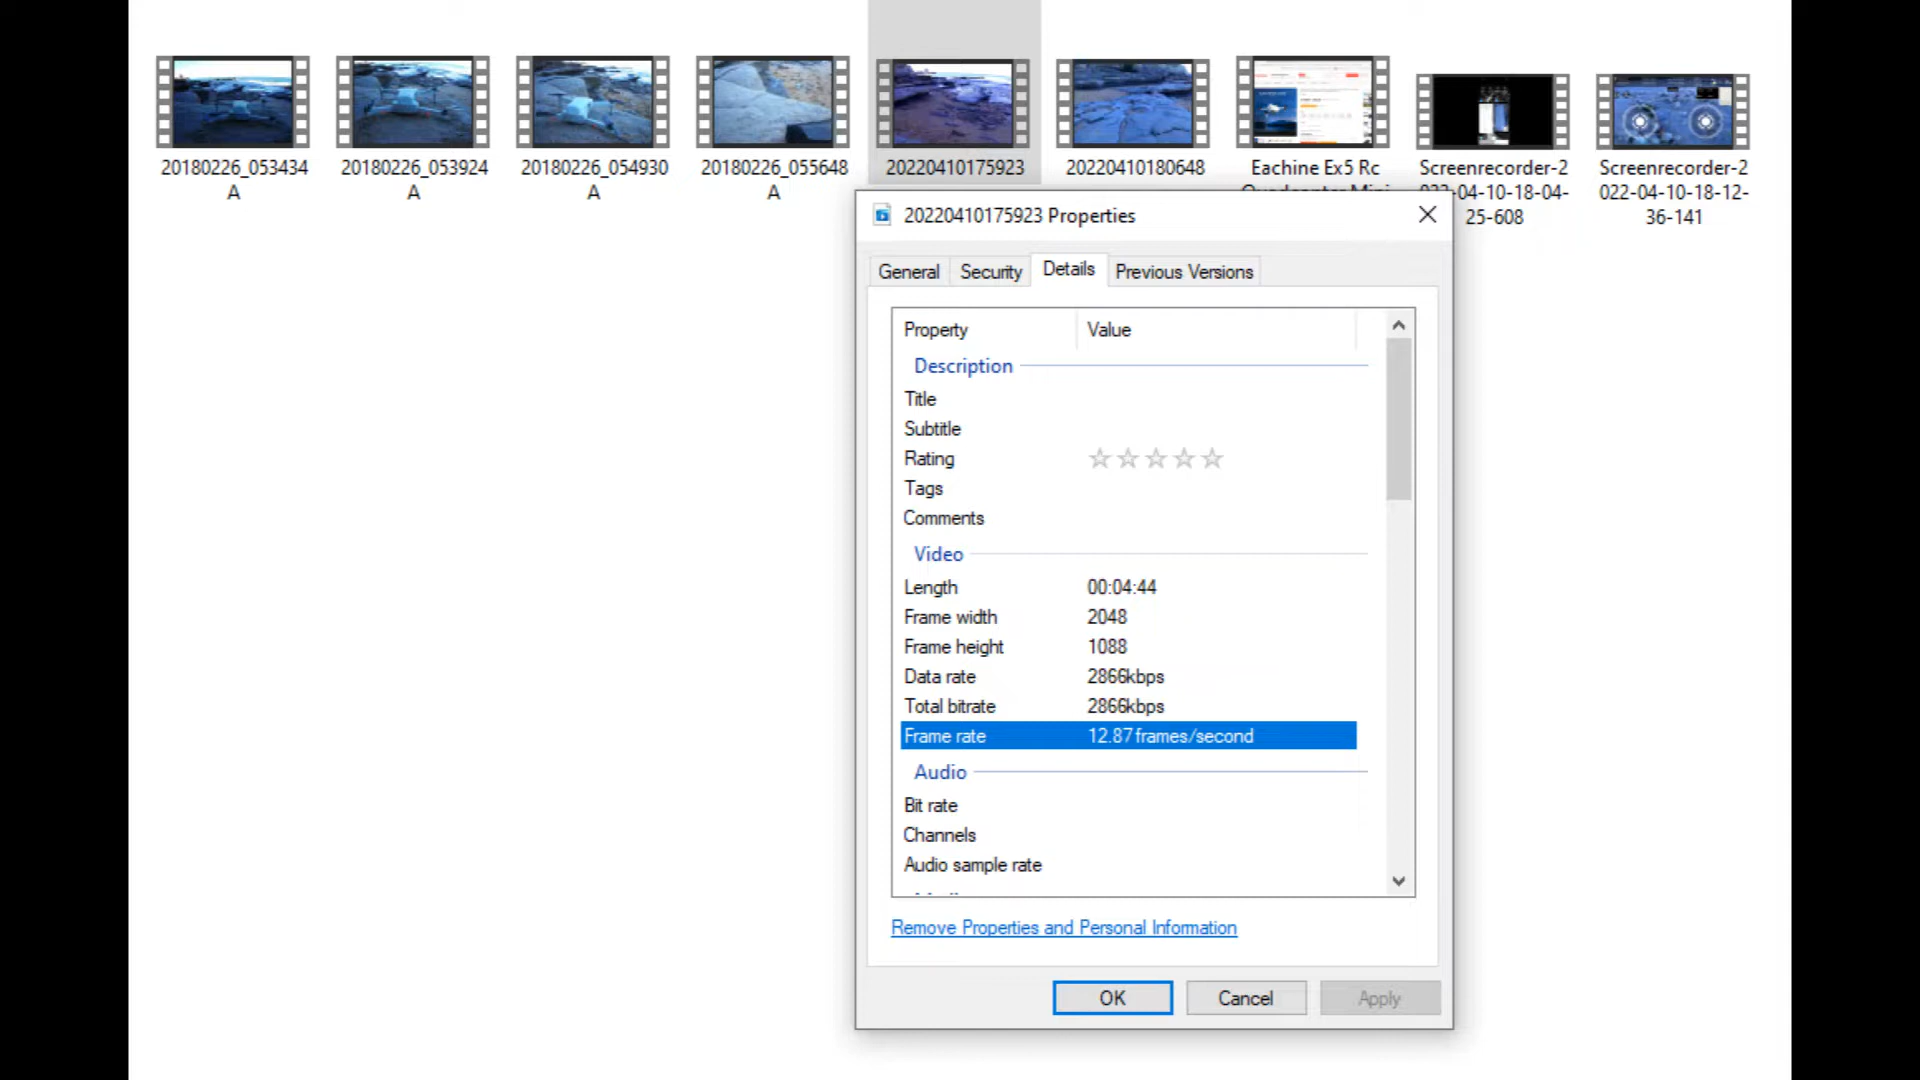 20180226_053434
A
20180226_053924
A
20180226_054930
A
20180226_055648
A
20220410175923
20220410180648
Eachine Ex5 Rc
Screenrecorder-2
022-04-10-18-04-
25-608
Screenrecorder-2
022-04-10-18-12-
36-141
20220410175923 Properties
General
Security
Details
Previous Versions
Property
Value
Description
Title
Subtitle
Rating
Tags
Comments
Video
Length 00:04:44
Frame width 2048
Frame height 1088
Data rate 2866kbps
Total bitrate 2866kbps
Frame rate 12.87 frames/second
Audio
Bit rate
Channels
Audio sample rate
Remove Properties and Personal Information
OK
Cancel
Apply